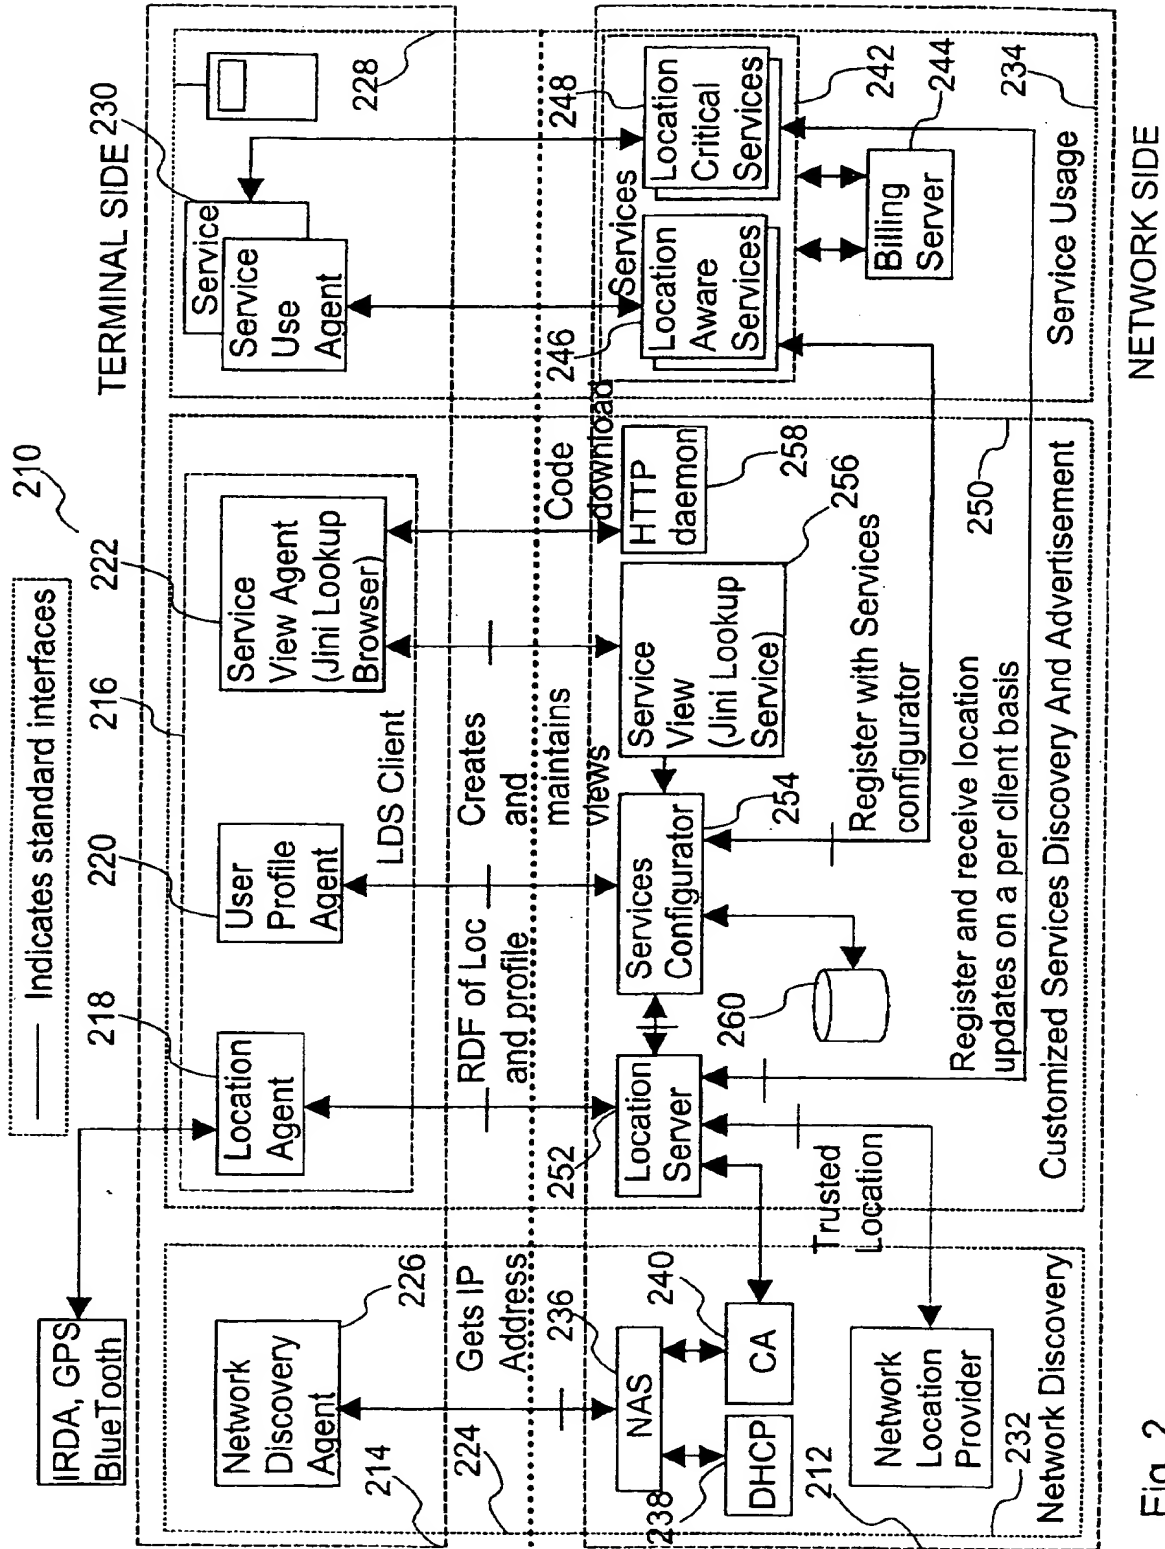 210
Indicates standard interfaces
TERMINAL SIDE
IRDA, GPS
BlueTooth
218
220
216
222
230
228
Network
Discovery
Agent
226
214
224
Location
Agent
User
Profile
Agent
Service
View Agent
(Jini Lookup
Browser)
LDS Client
Service
Service
Use
Agent
Gets IP
Address
RDF of Loc
and profile
Creates
and
maintains
views
Code
download
236
NAS
238
DHCP
240
CA
212
Network
Location
Provider
232
Network Discovery
252
Location
Server
Trusted
Location
260
Services
Configurator
254
Service
View
(Jini Lookup
Service)
256
HTTP
daemon
258
Register with Services
configurator
Register and receive location
updates on a per client basis
250
Customized Services Discovery And Advertisement
246
Services
248
Location
Aware
Services
Location
Critical
Services
242
Billing
Server
244
234
Service Usage
NETWORK SIDE
Fig. 2